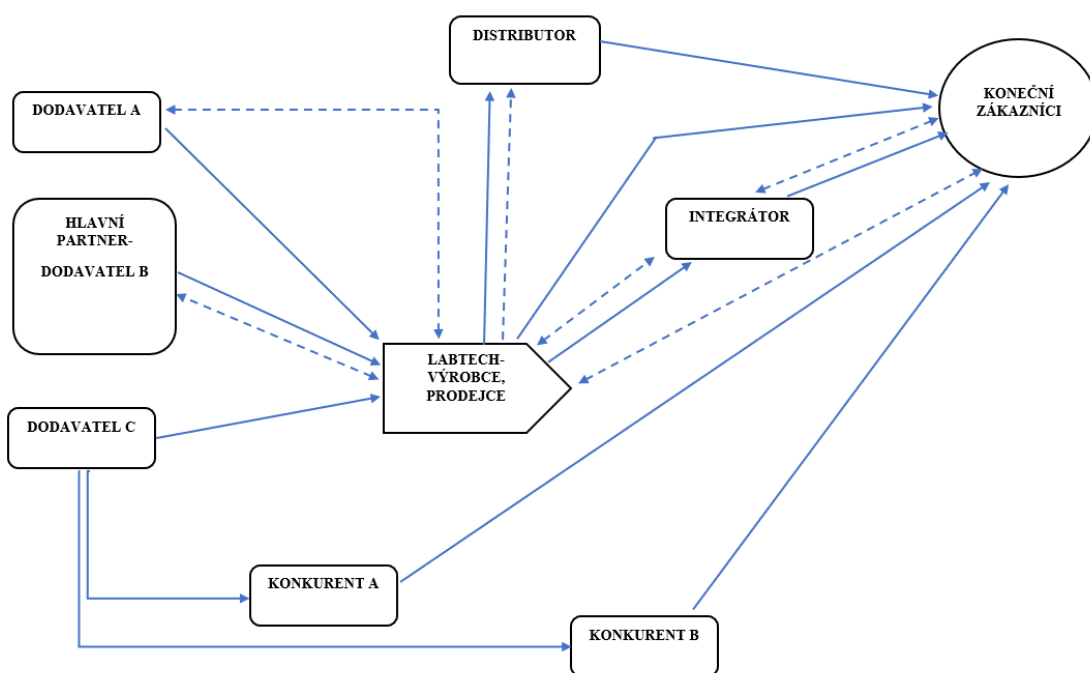 DISTRIBUTOR
KONEČNÍ
ZÁKAZNÍCI
DODAVATEL A
HLAVNÍ
PARTNER-
DODAVATEL B
INTEGRÁTOR
LABTECH-
VÝROBCE,
PRODEJCE
DODAVATEL C
KONKURENT A
KONKURENT B